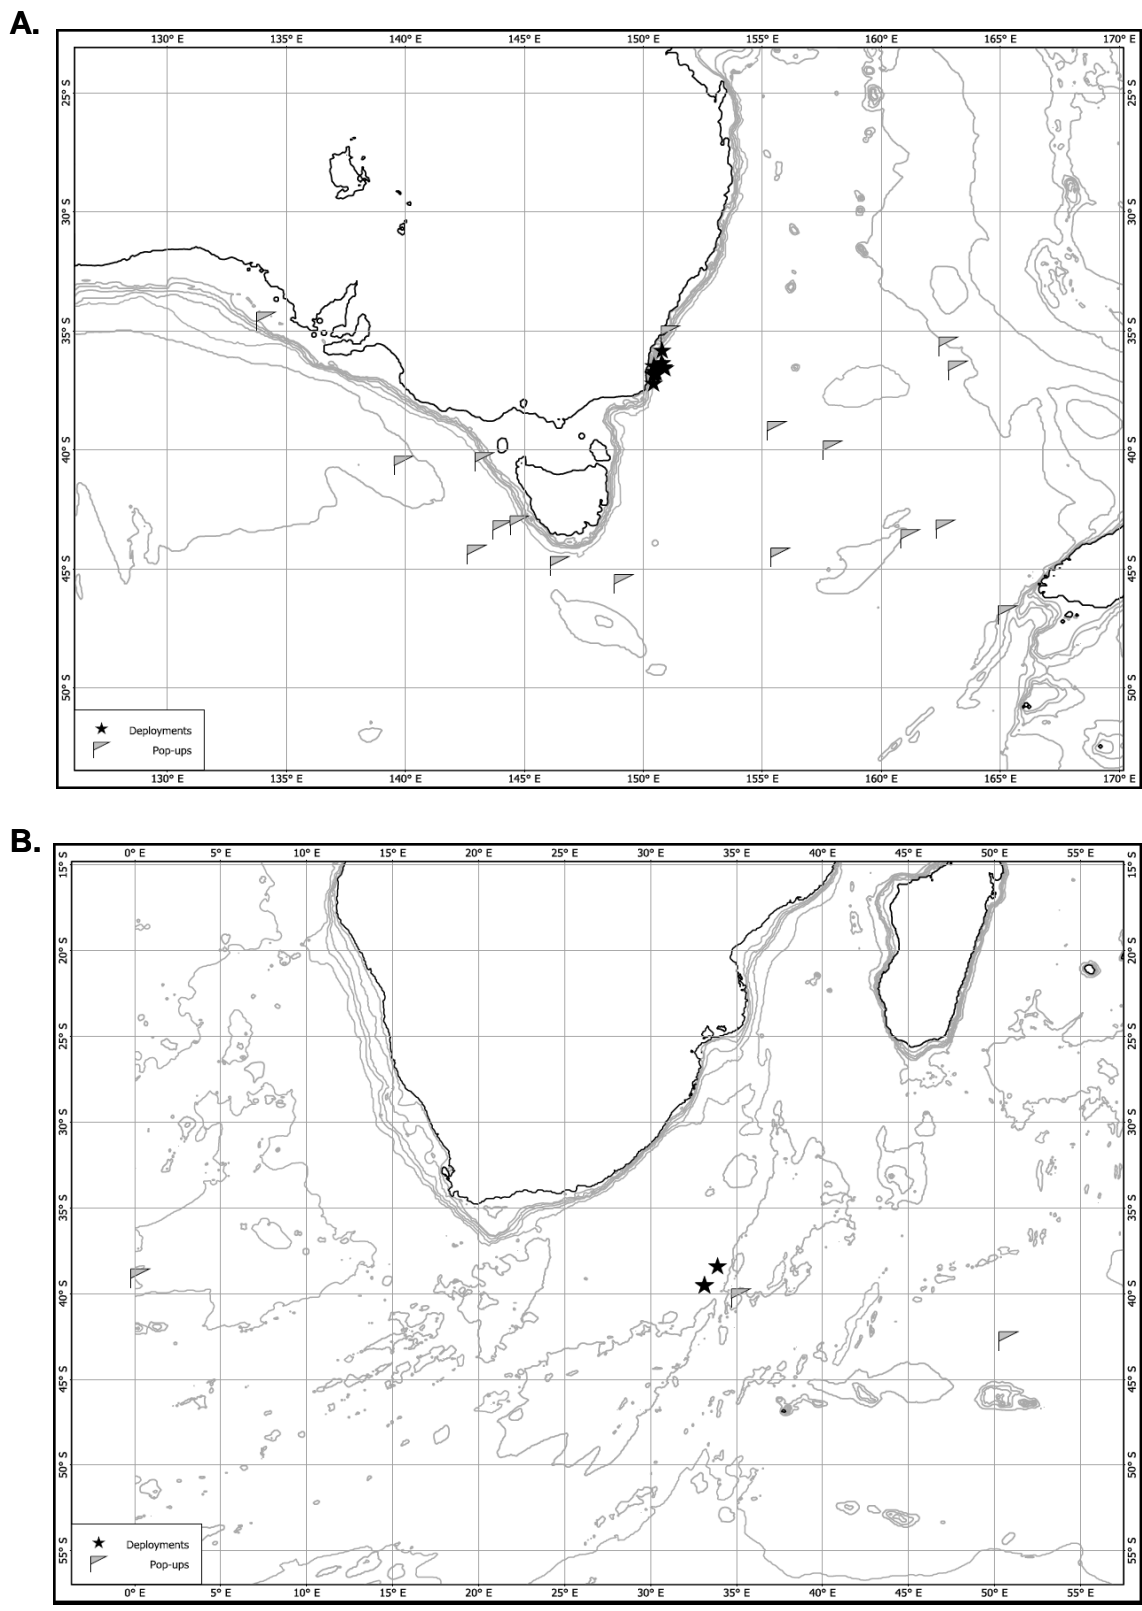 A.
130° E 135° E 140° E 145° E 150° E 155° E 160° E 165° E 170° E
25° S 25° S
30° S 30° S
35° S 35° S
40° S 40° S
45° S 45° S
50° S 50° S
Deployments
Pop-ups
130° E 135° E 140° E 145° E 150° E 155° E 160° E 165° E 170° E
B.
0° E 5° E 10° E 15° E 20° E 25° E 30° E 35° E 40° E 45° E 50° E 55° E
15° S 15° S
20° S 20° S
25° S 25° S
30° S 30° S
35° S 35° S
40° S 40° S
45° S 45° S
50° S 50° S
55° S 55° S
Deployments
Pop-ups
0° E 5° E 10° E 15° E 20° E 25° E 30° E 35° E 40° E 45° E 50° E 55° E